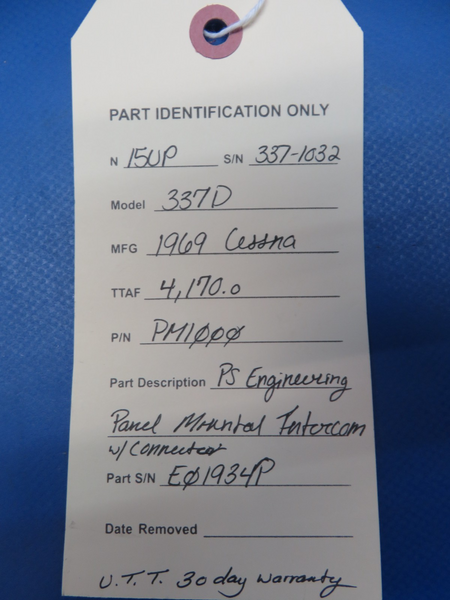 PART IDENTIFICATION ONLY
N 15UP S/N 337-1032
Model 337D
MFG 1969 Cessna
TTAF 4,170.0
P/N PM1000
Part Description PS Engineering
Panel Mounted Intercom
w/ Connector
Part S/N E01934P
Date Removed
U.T.T. 30 day warranty